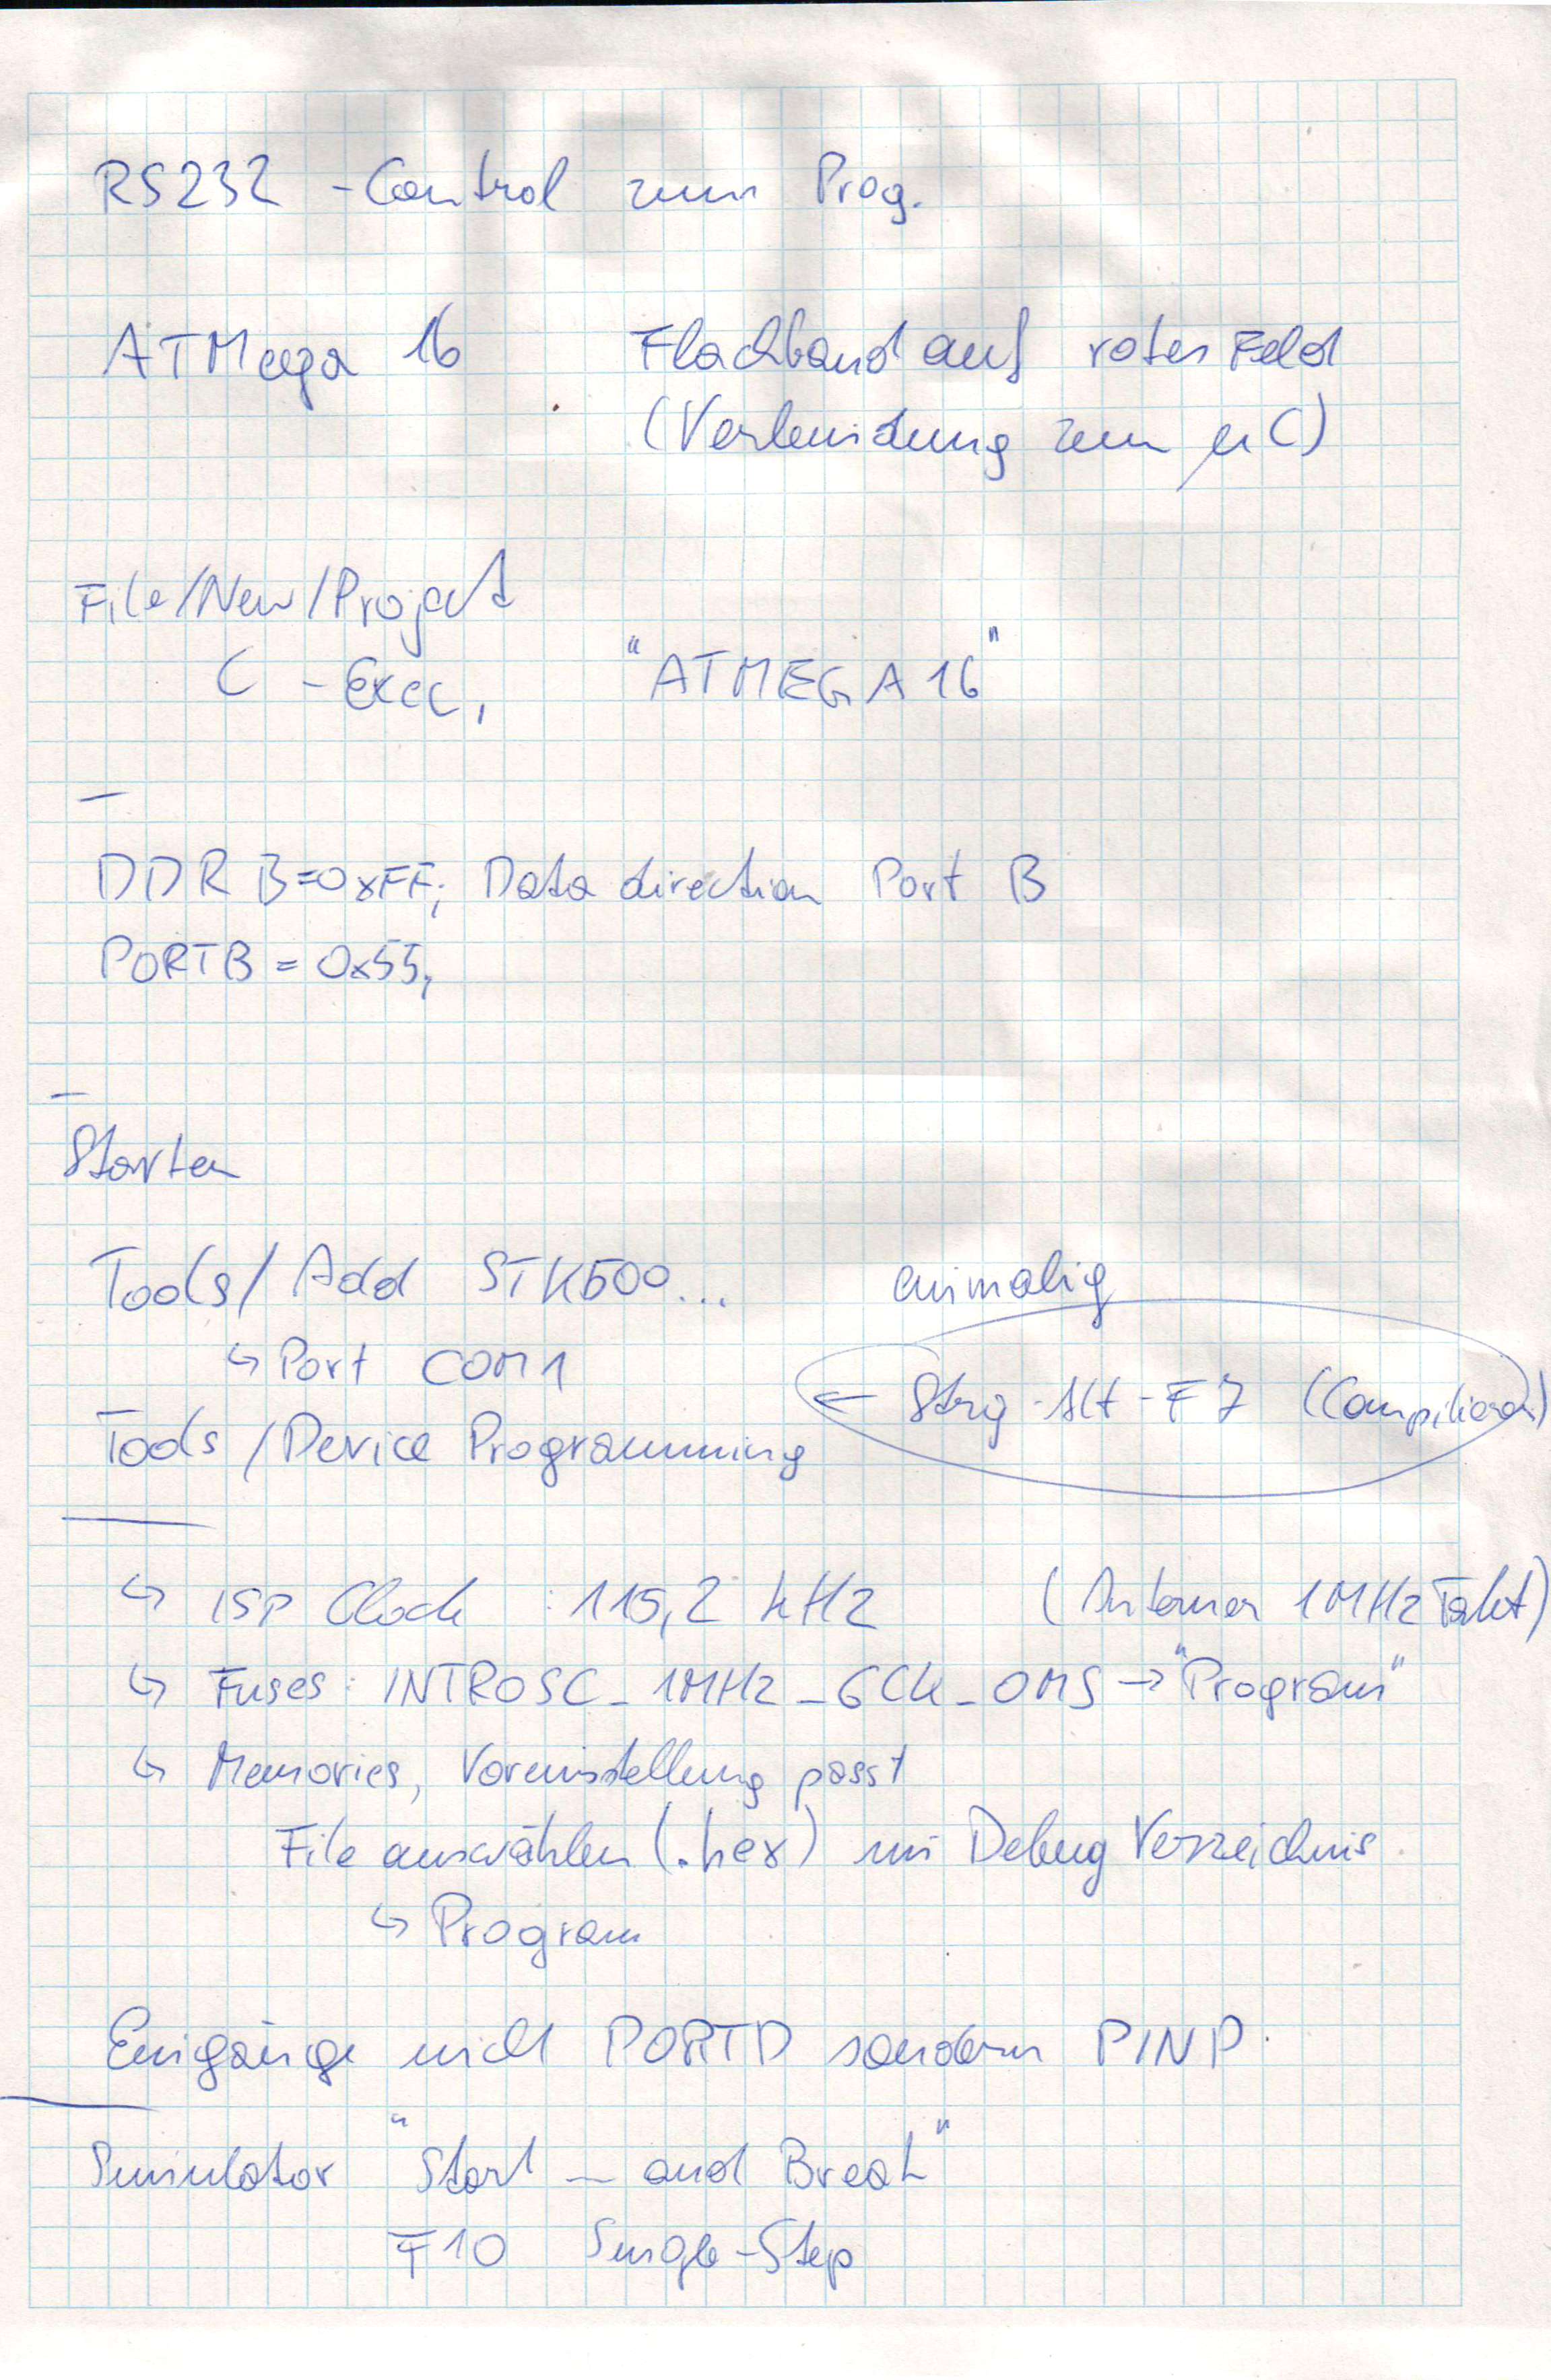 RS232 -Control zum Prog.
ATMega 16 Flachband auf rotes Feld
(Verbindung zum µC)
File/New/Projekt
C - Exec, "ATMEGA16"
DDRB=0xFF; Data direction Port B
PORTB = 0x55;
Starten
Tools/Add STK500... einmalig
↳ Port COM1
← Strg-Alt-F7 (Compilieren)
Tools/Device Programming
↳ ISP Clock : 115,2 kHz (Interner 1MHz Takt)
↳ Fuses: INTRCOSC_1MHz_6CK_0MS → "Program"
↳ Memories, Voreinstellung passt
File auswählen (.hex) im Debug Verzeichnis
↳ Program
Eingänge nicht PORTD sondern PIND.
Simulator "Start — and Break"
F10 Single-Step